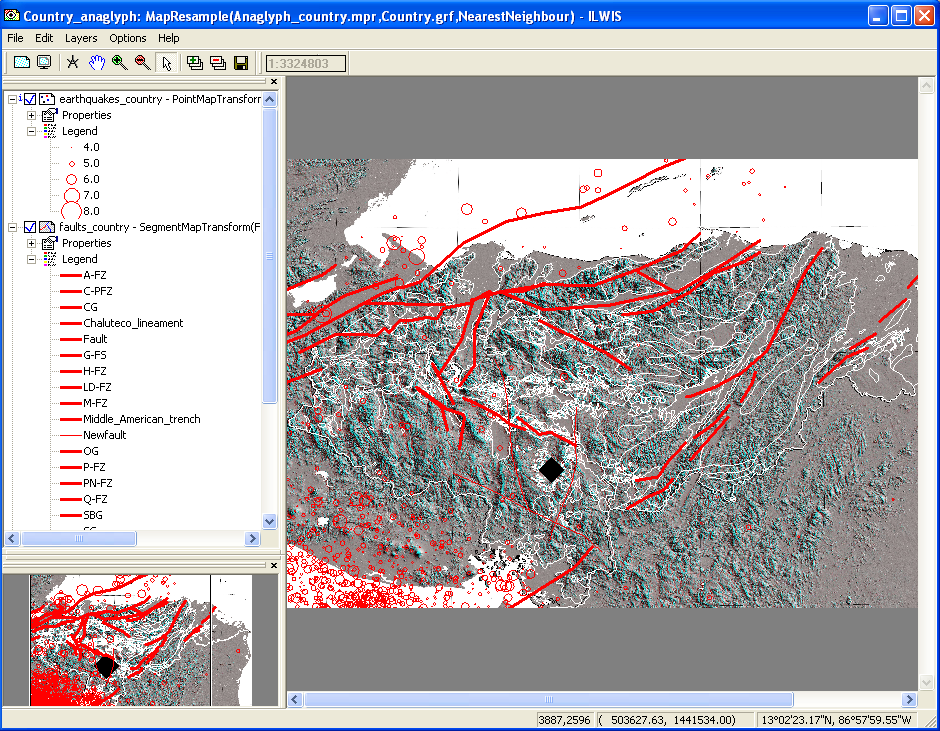 Country_anaglyph: MapResample(Anaglyph_country.mpr,Country.grf,NearestNeighbour) - ILWIS
File Edit Layers Options Help
1:3324803
earthquakes_country - PointMapTransform
Properties
Legend
4.0
5.0
6.0
7.0
8.0
faults_country - SegmentMapTransform(F
Properties
Legend
A-FZ
C-PFZ
CG
Chaluteco_lineament
Fault
G-FS
H-FZ
LD-FZ
M-FZ
Middle_American_trench
Newfault
OG
P-FZ
PN-FZ
Q-FZ
SBG
3887,2596 ( 503627.63, 1441534.00) 13°02'23.17"N, 86°57'59.55"W